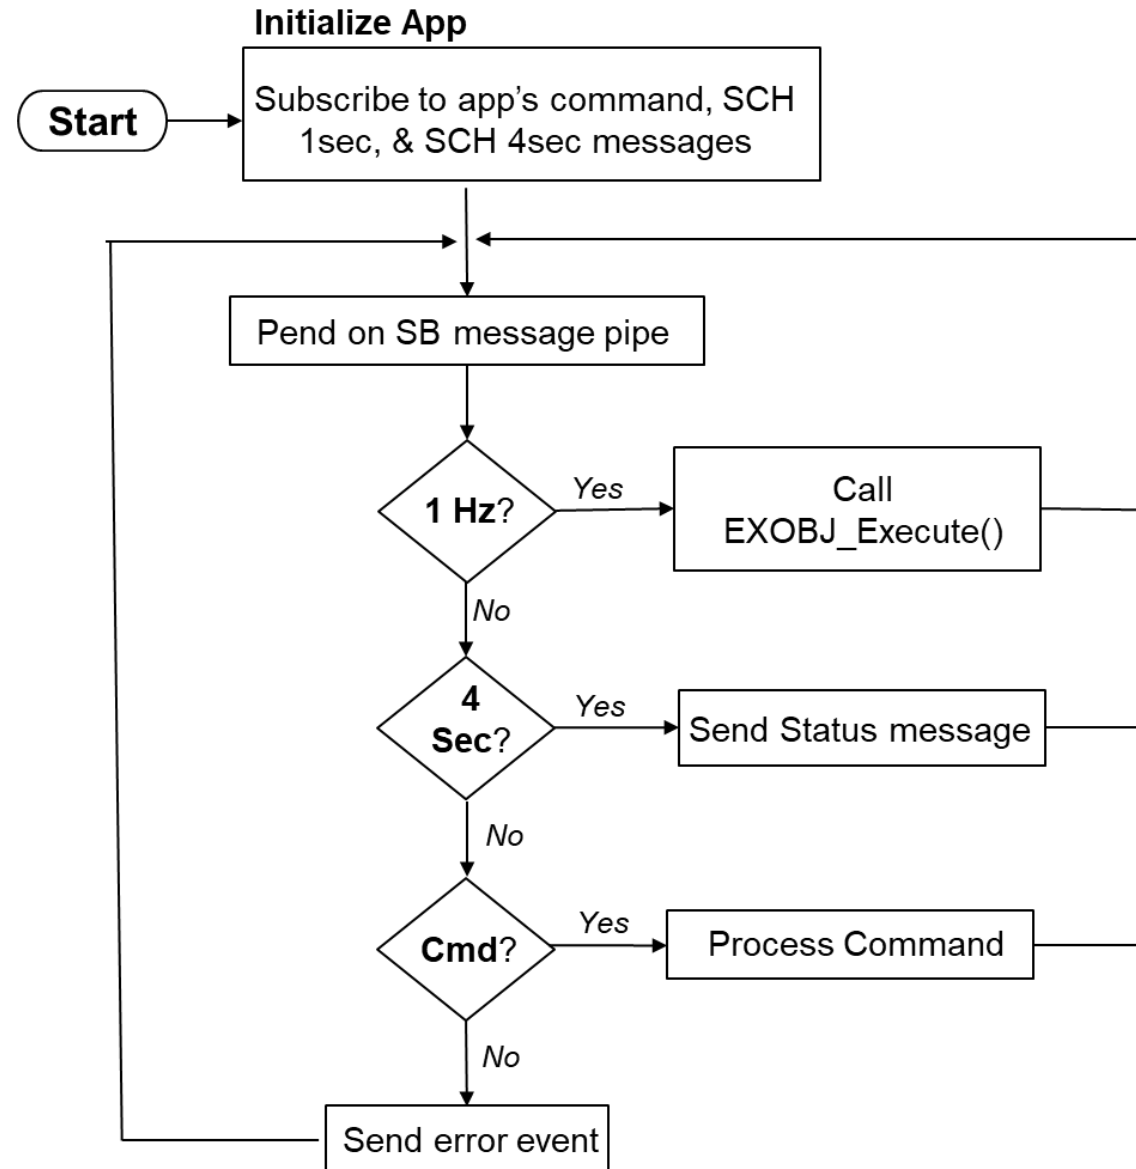 Initialize App
Start
Subscribe to app's command, SCH
1sec, & SCH 4sec messages
Pend on SB message pipe
1 Hz?
Yes
Call
EXOBJ_Execute()
No
4
Sec?
Yes
Send Status message
No
Cmd?
Yes
Process Command
No
Send error event